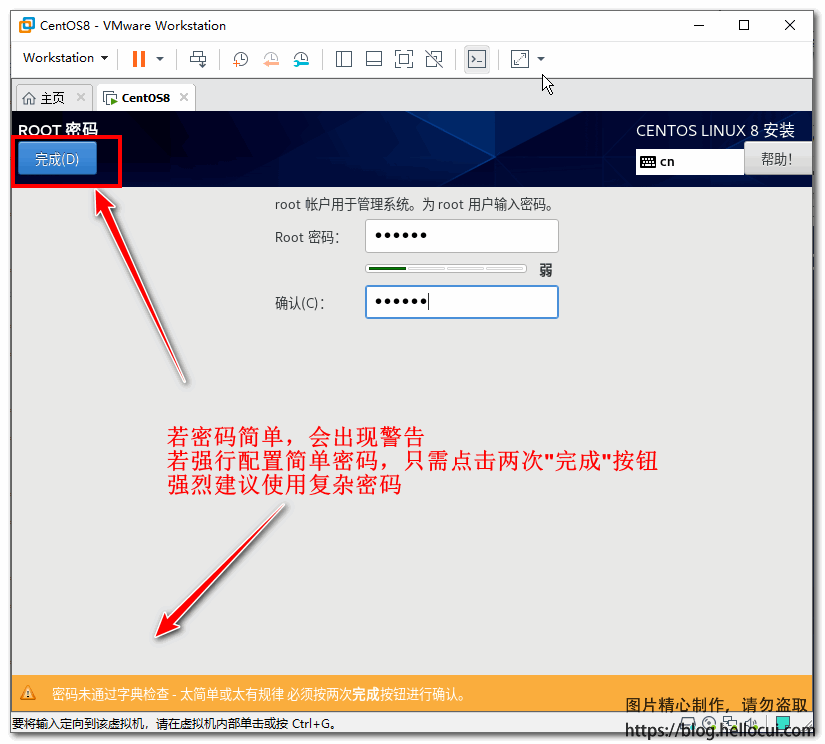 CentOS8 - VMware Workstation
Workstation
主页
CentOS8
ROOT 密码
完成(D)
CENTOS LINUX 8 安装
cn
帮助！
root 帐户用于管理系统。为 root 用户输入密码。
Root 密码：
弱
确认(C)：
若密码简单，会出现警告
若强行配置简单密码，只需点击两次"完成"按钮
强烈建议使用复杂密码
密码未通过字典检查 - 太简单或太有规律 必须按两次完成按钮进行确认。
图片精心制作，请勿盗取
要将输入定向到该虚拟机，请在虚拟机内部单击或按 Ctrl+G。
https://blog.hellocui.com